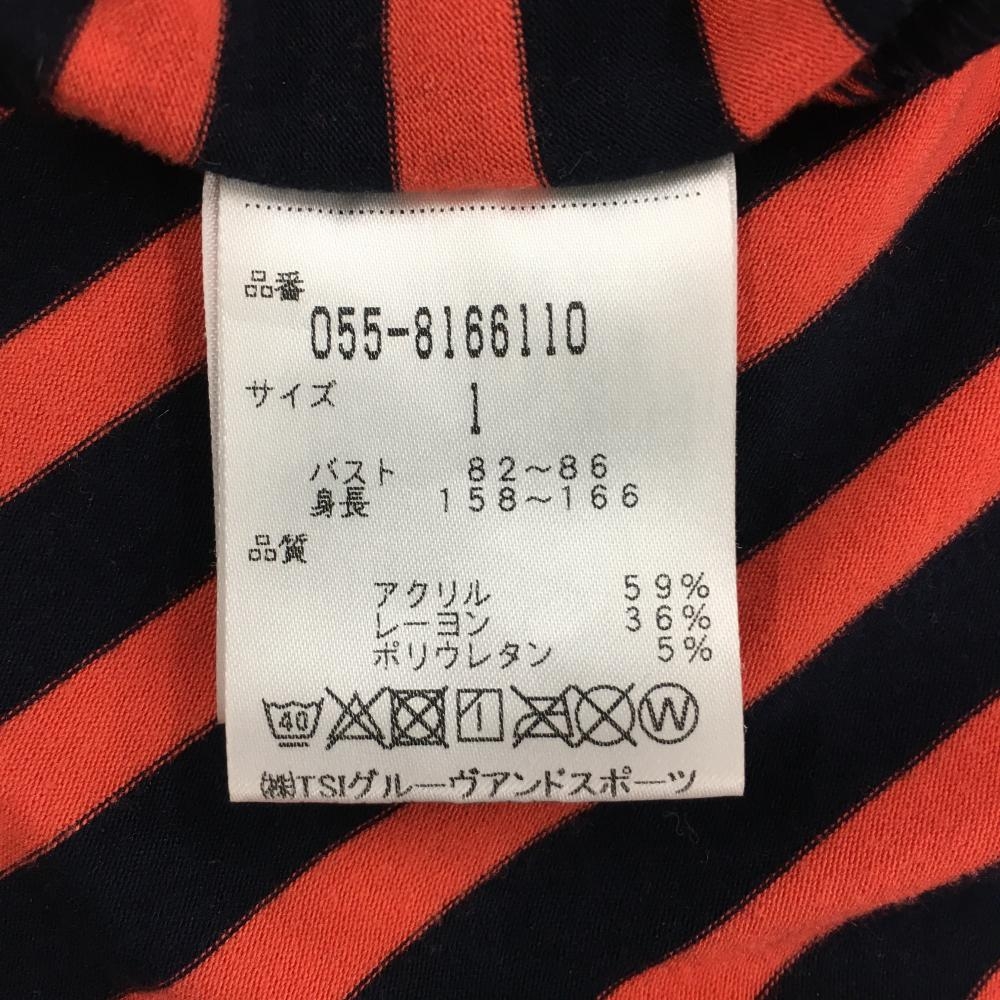 品番
055-8166110
サイズ 1
バスト 82～86
身長 158～166
品質
アクリル 59%
レーヨン 36%
ポリウレタン 5%
40 W
㈱TSIグルーヴアンドスポーツ